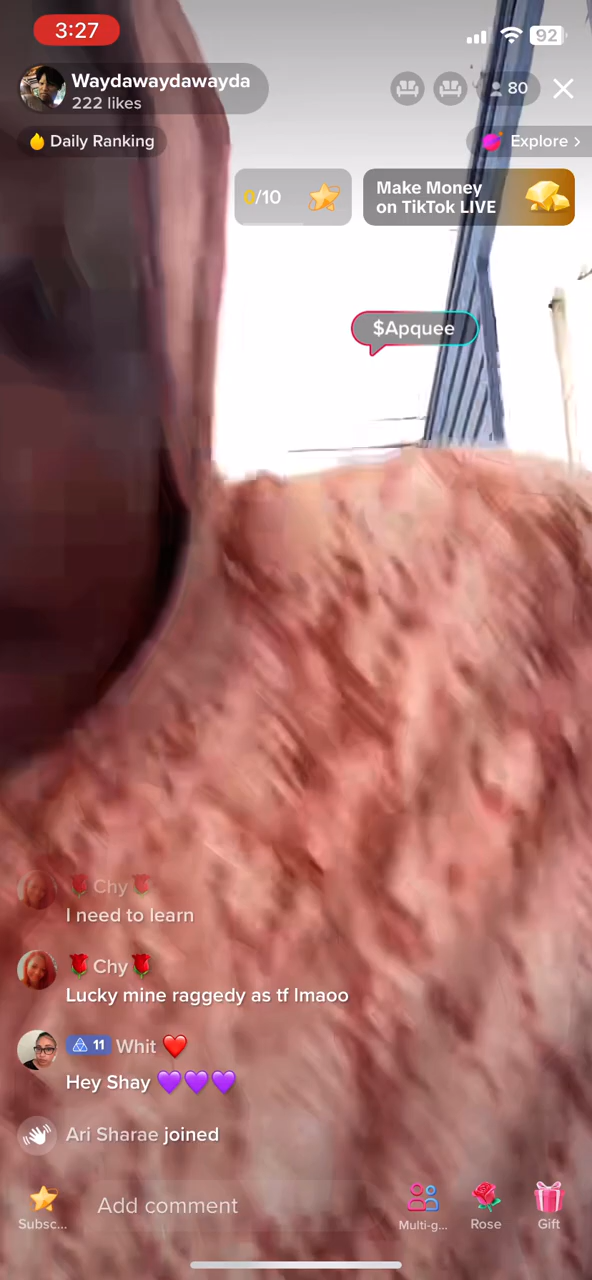 3:27
92
Waydawaydawayda
222 likes
80
Daily Ranking
Explore >
0/10
Make Money
on TikTok LIVE
$Apquee
🌹Chy🌹
I need to learn
🌹Chy🌹
Lucky mine raggedy as tf lmaoo
11 Whit ❤️
Hey Shay 💜💜💜
Ari Sharae joined
Add comment
Subsc...
Multi-g...
Rose
Gift